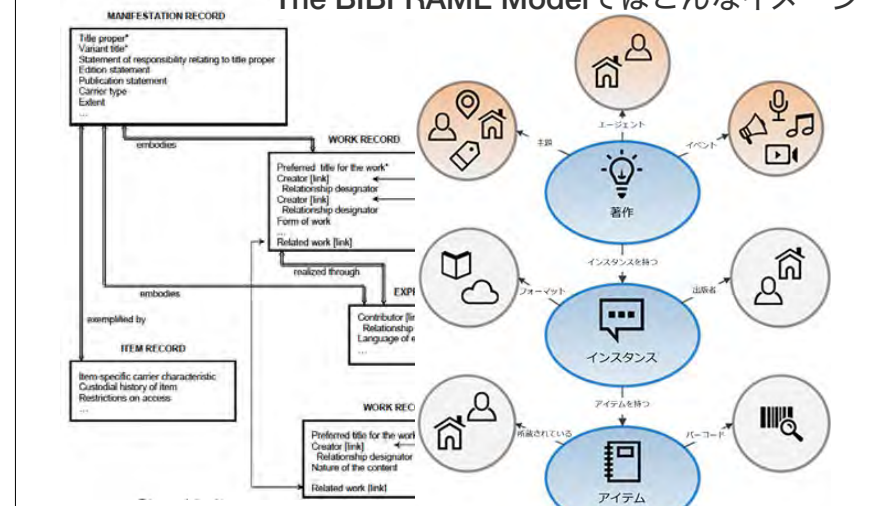 The BIBFRAME Modelではこんなイメージ
MANIFESTATION RECORD
Title proper*
Variant title*
Statement of responsibility relating to title proper
Edition statement
Publication statement
Carrier type
Extent
...
embodies
WORK RECORD
Preferred title for the work*
Creator [link]
Relationship designator
Creator [link]
Relationship designator
Form of work
...
Related work [link]
realized through
embodies
Contributor
Relationship
Language of
...
exemplified by
ITEM RECORD
Item-specific carrier characteristic
Custodial history of item
Restrictions on access
...
WORK
Preferred title for the work
Creator [link]
Relationship designator
Nature of the content
Related work [link]
エージェント
主題
イベント
著作
インスタンスを持つ
フォーマット
出版者
インスタンス
アイテムを持つ
所蔵されている
バーコード
アイテム